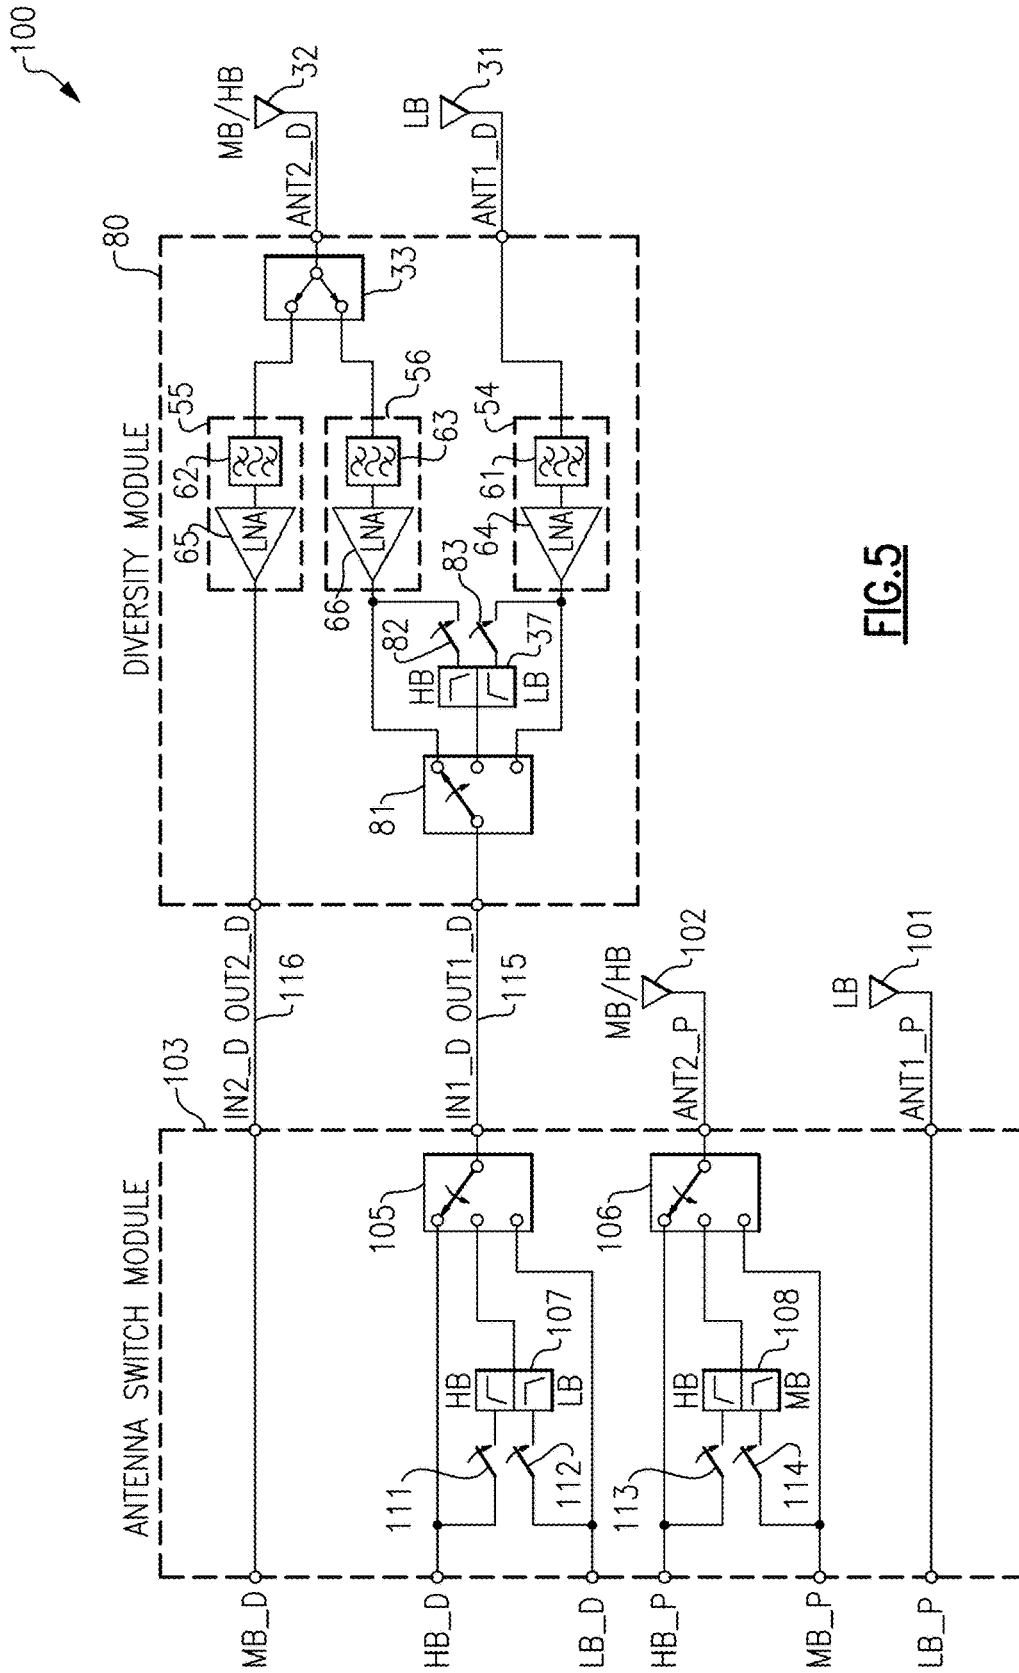 100
DIVERSITY MODULE
80
MB/HB
32
ANT2_D
33
LB
31
ANT1_D
55
62
65
LNA
56
63
66
LNA
54
61
64
LNA
82
83
HB
LB
37
81
OUT2_D
OUT1_D
116
115
IN2_D
IN1_D
ANTENNA SWITCH MODULE
103
MB/HB
102
ANT2_P
LB
101
ANT1_P
105
106
HB
LB
107
HB
MB
108
111
112
113
114
MB_D
HB_D
LB_D
HB_P
MB_P
LB_P
FIG.5